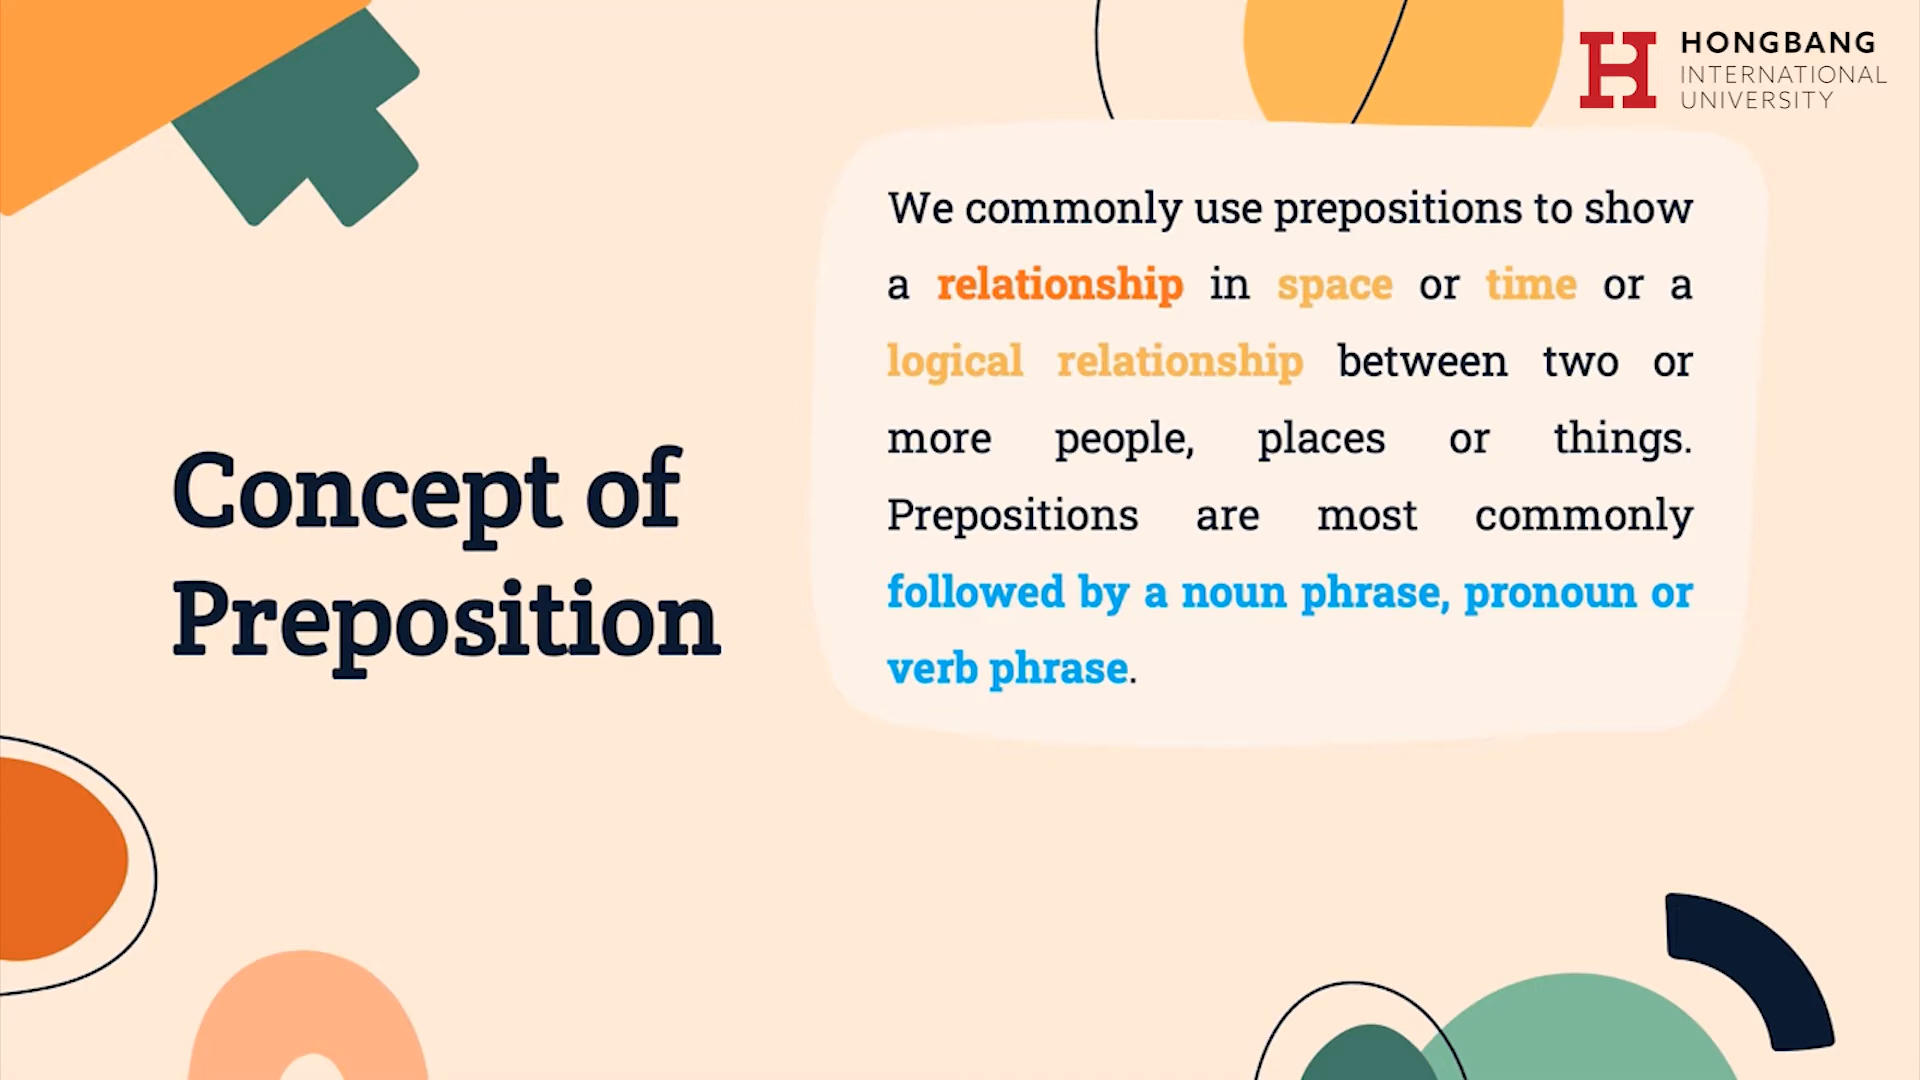 HONGBANG
INTERNATIONAL
UNIVERSITY
Concept of
Preposition
We commonly use prepositions to show
a relationship in space or time or a
logical relationship between two or
more people, places or things.
Prepositions are most commonly
followed by a noun phrase, pronoun or
verb phrase.